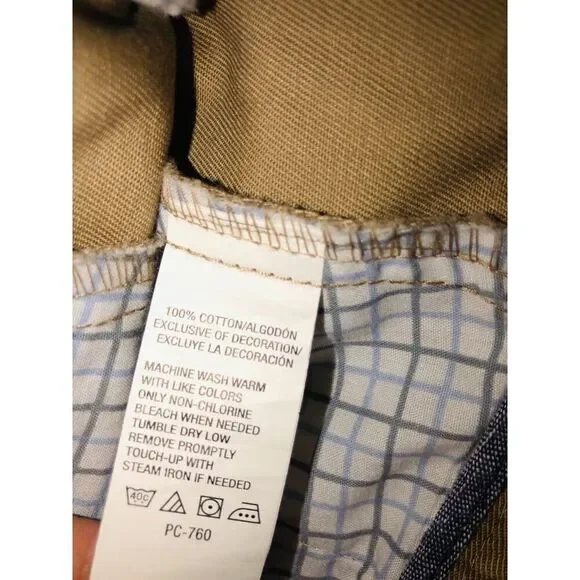 100% COTTON/ALGODÓN
EXCLUSIVE OF DECORATION/
EXCLUYE LA DECORACIÓN
MACHINE WASH WARM
WITH LIKE COLORS
ONLY NON-CHLORINE
BLEACH WHEN NEEDED
TUMBLE DRY LOW
REMOVE PROMPTLY
TOUCH-UP WITH
STEAM IRON IF NEEDED
40C
PC-760